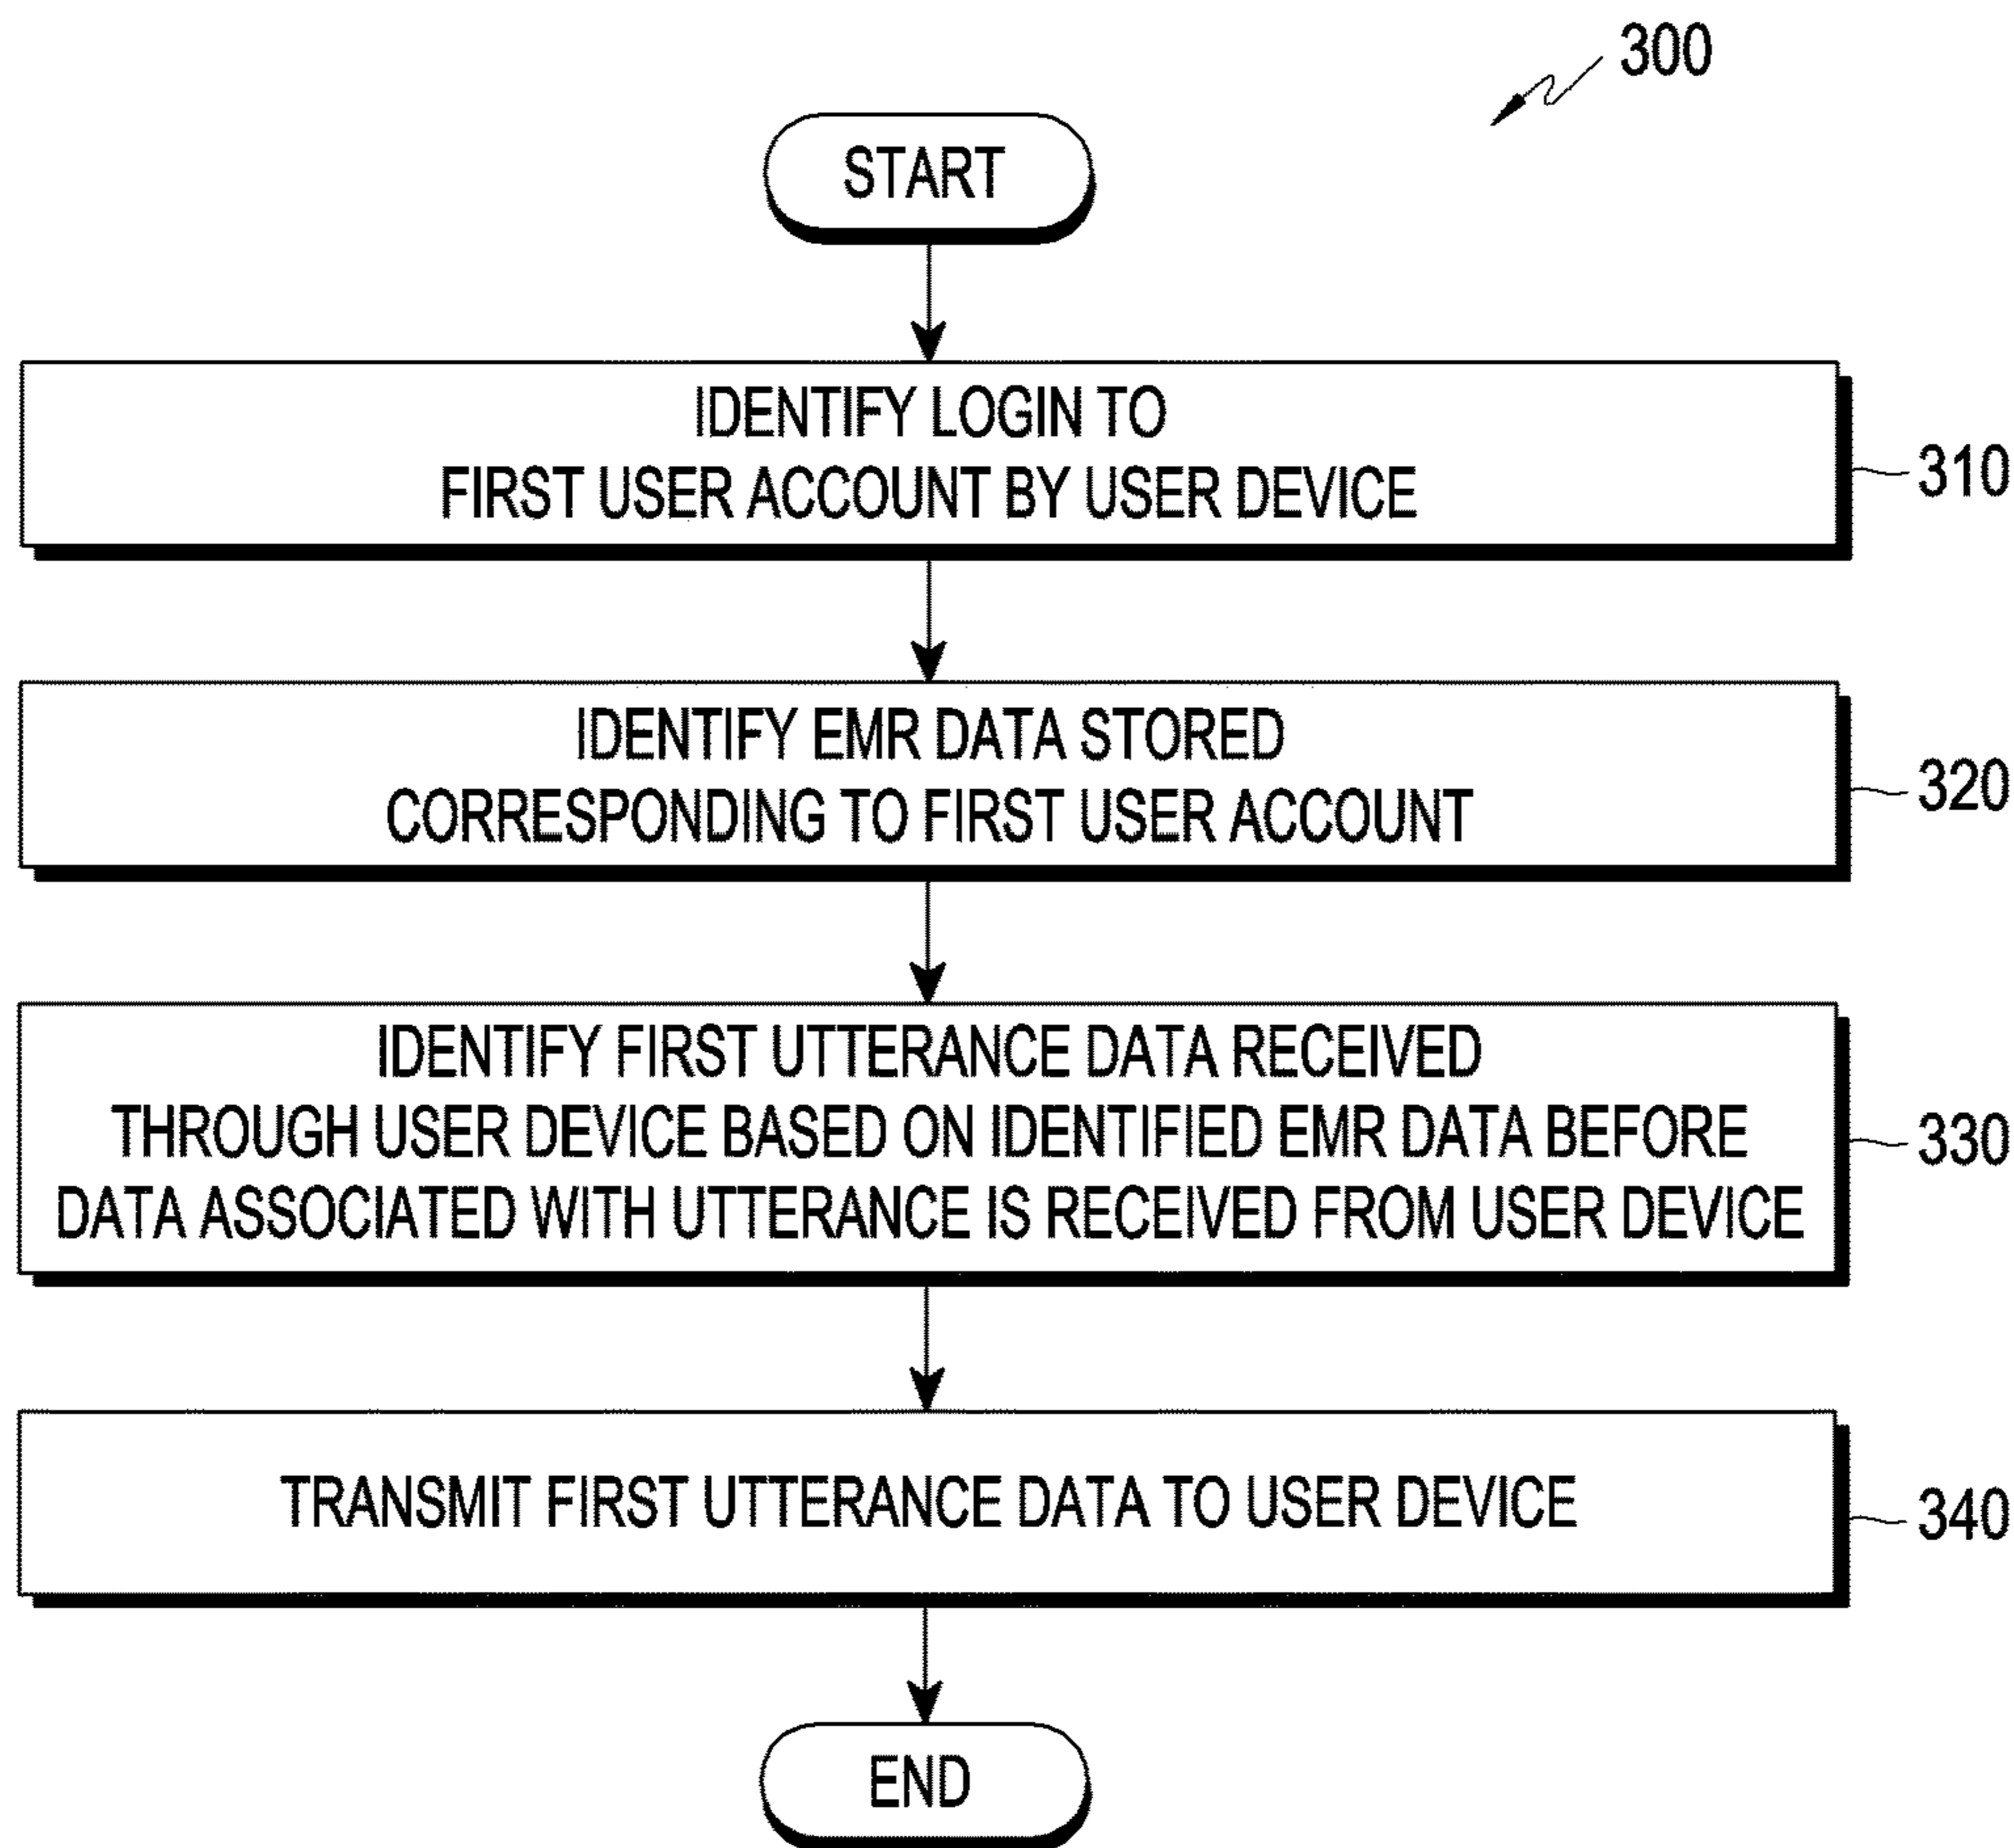 300
START
IDENTIFY LOGIN TO
FIRST USER ACCOUNT BY USER DEVICE
310
IDENTIFY EMR DATA STORED
CORRESPONDING TO FIRST USER ACCOUNT
320
IDENTIFY FIRST UTTERANCE DATA RECEIVED
THROUGH USER DEVICE BASED ON IDENTIFIED EMR DATA BEFORE
DATA ASSOCIATED WITH UTTERANCE IS RECEIVED FROM USER DEVICE
330
TRANSMIT FIRST UTTERANCE DATA TO USER DEVICE
340
END